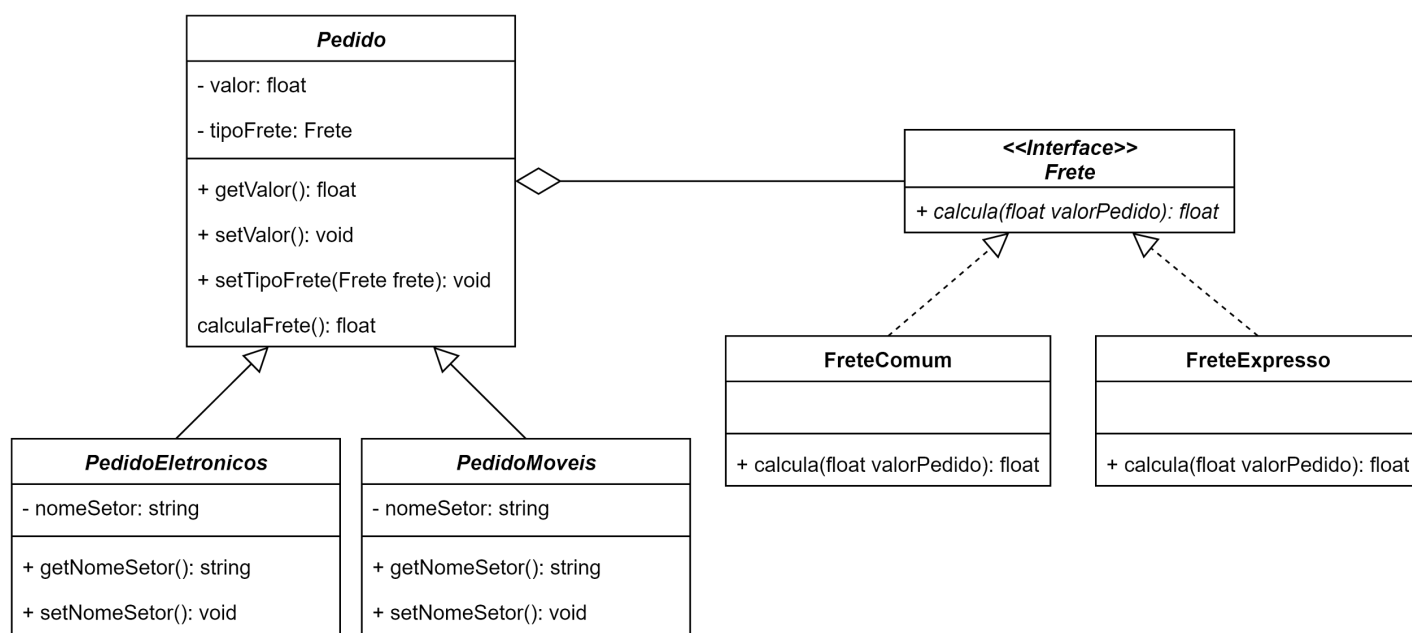 Pedido
- valor: float
- tipoFrete: Frete
+ getValor(): float
+ setValor(): void
+ setTipoFrete(Frete frete): void
calculaFrete(): float
<<Interface>>
Frete
+ calcula(float valorPedido): float
PedidoEletronicos
- nomeSetor: string
+ getNomeSetor(): string
+ setNomeSetor(): void
PedidoMoveis
- nomeSetor: string
+ getNomeSetor(): string
+ setNomeSetor(): void
FreteComum
+ calcula(float valorPedido): float
FreteExpresso
+ calcula(float valorPedido): float